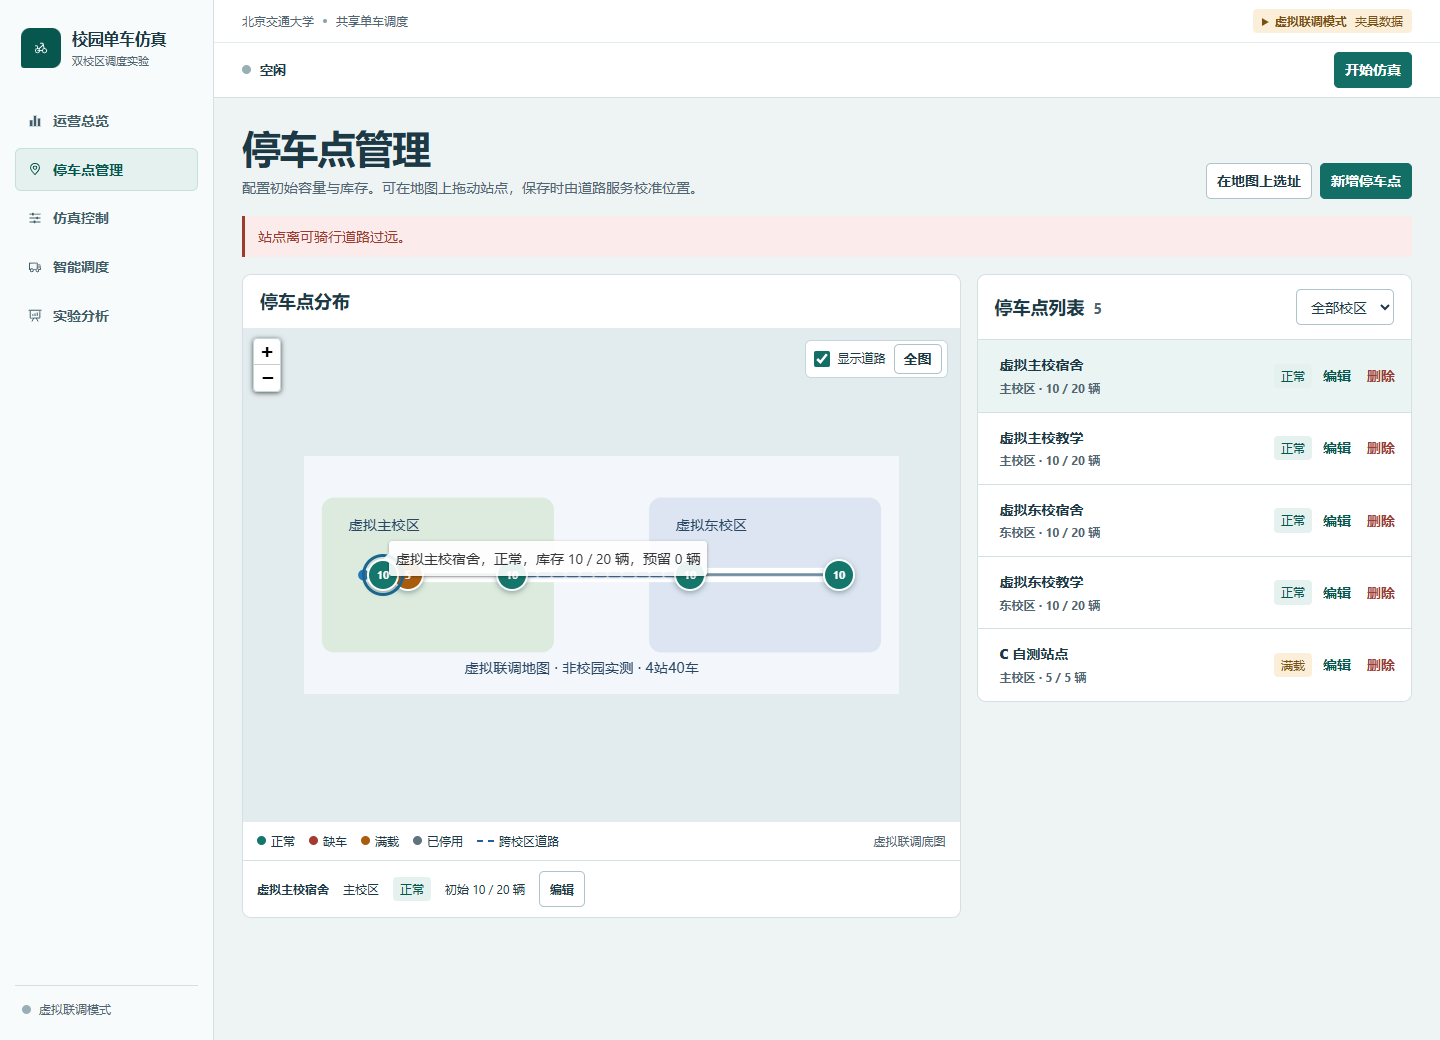 校园单车仿真
双校区调度实验
运营总览
停车点管理
仿真控制
智能调度
实验分析
虚拟联调模式
北京交通大学 • 共享单车调度
虚拟联调模式 夹具数据
空闲
开始仿真
停车点管理
配置初始容量与库存。可在地图上拖动站点，保存时由道路服务校准位置。
在地图上选址
新增停车点
站点离可骑行道路过远。
停车点分布
+
−
显示道路
全图
虚拟主校区
虚拟东校区
虚拟主校宿舍，正常，库存 10 / 20 辆，预留 0 辆
10
10
10
10
虚拟联调地图 · 非校园实测 · 4站40车
正常 缺车 满载 已停用 跨校区道路
虚拟联调底图
虚拟主校宿舍 主校区 正常 初始 10 / 20 辆 编辑
停车点列表 5
全部校区
虚拟主校宿舍
主校区 · 10 / 20 辆
正常 编辑 删除
虚拟主校教学
主校区 · 10 / 20 辆
正常 编辑 删除
虚拟东校宿舍
东校区 · 10 / 20 辆
正常 编辑 删除
虚拟东校教学
东校区 · 10 / 20 辆
正常 编辑 删除
C 自测站点
主校区 · 5 / 5 辆
满载 编辑 删除